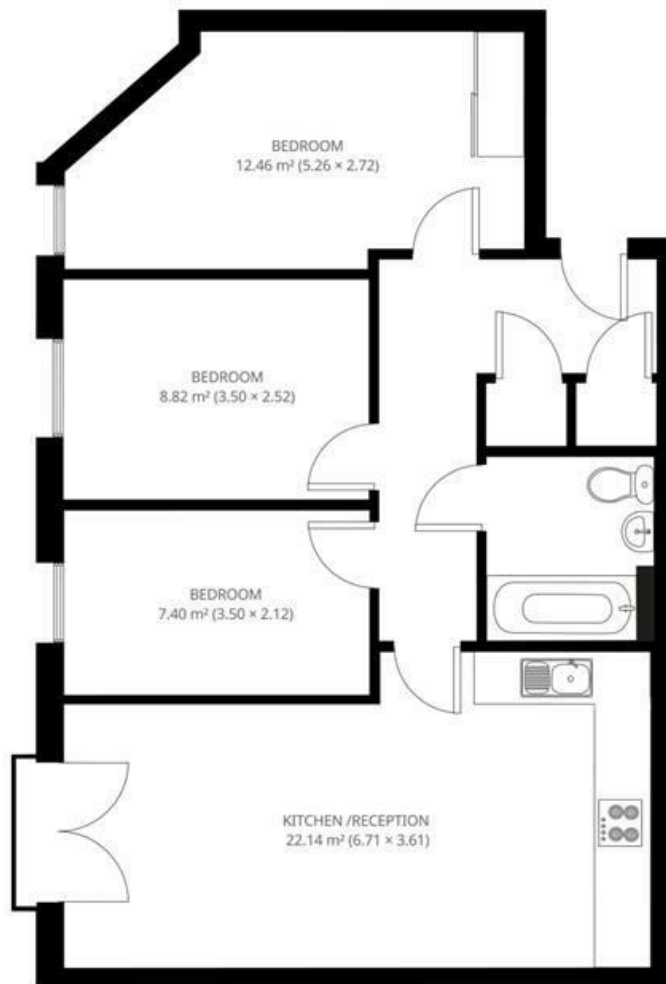 BEDROOM
12.46 m² (5.26 × 2.72)
BEDROOM
8.82 m² (3.50 × 2.52)
BEDROOM
7.40 m² (3.50 × 2.12)
KITCHEN /RECEPTION
22.14 m² (6.71 × 3.61)